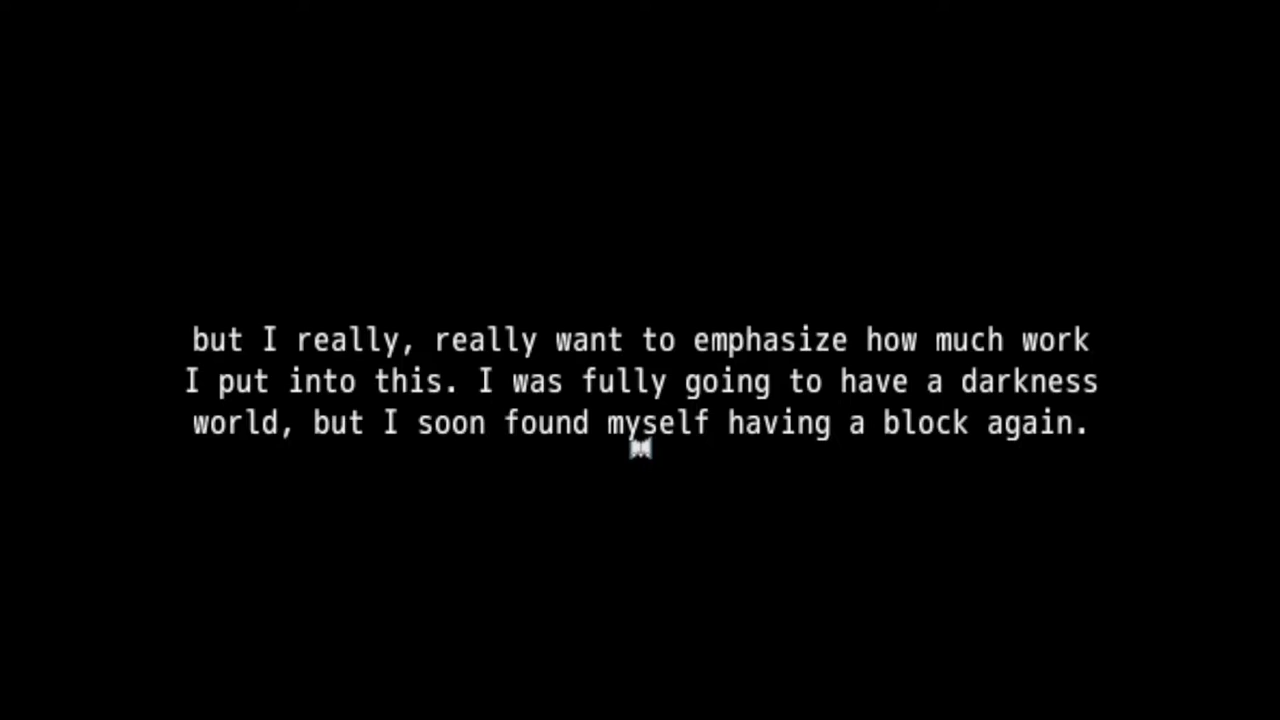 but I really, really want to emphasize how much work
I put into this. I was fully going to have a darkness
world, but I soon found myself having a block again.